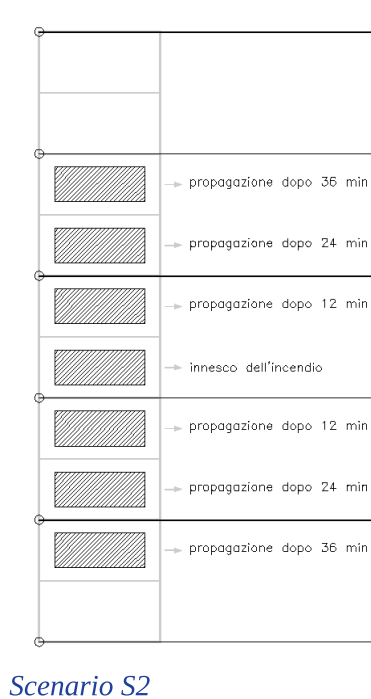 propagazione dopo 36 min
propagazione dopo 24 min
propagazione dopo 12 min
innesco dell'incendio
propagazione dopo 12 min
propagazione dopo 24 min
propagazione dopo 36 min
Scenario S2